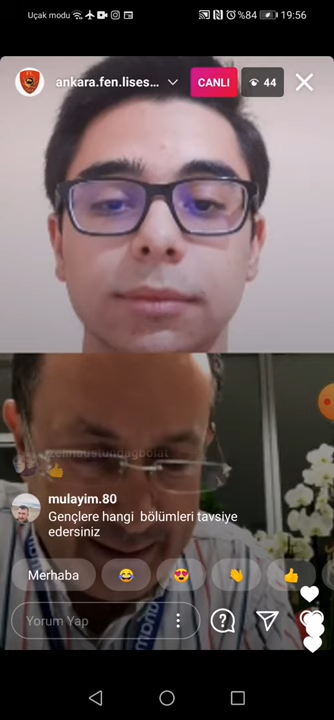 Uçak modu
%84
19:56
ankara.fen.lises...
CANLI
44
mulayim.80
Gençlere hangi bölümleri tavsiye
edersiniz
Merhaba
Yorum Yap